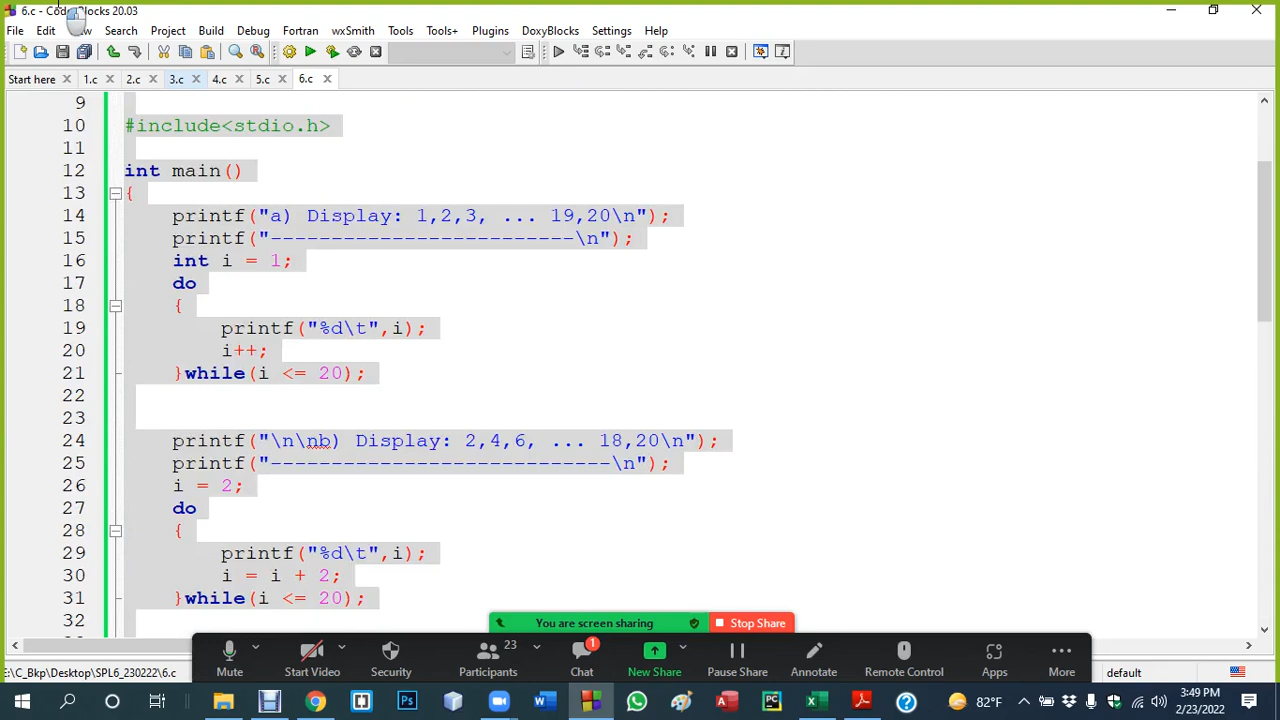 6.c - Code::Blocks 20.03
File Edit View Search Project Build Debug Fortran wxSmith Tools Tools+ Plugins DoxyBlocks Settings Help
Start here 1.c 2.c 3.c 4.c 5.c 6.c
9
10 #include<stdio.h>
11
12 int main()
13 {
14 printf("a) Display: 1,2,3, ... 19,20\n");
15 printf("-------------------------\n");
16 int i = 1;
17 do
18 {
19 printf("%d\t",i);
20 i++;
21 }while(i <= 20);
22
23
24 printf("\n\nb) Display: 2,4,6, ... 18,20\n");
25 printf("----------------------------\n");
26 i = 2;
27 do
28 {
29 printf("%d\t",i);
30 i = i + 2;
31 }while(i <= 20);
32
You are screen sharing Stop Share
23 1
Mute Start Video Security Participants Chat New Share Pause Share Annotate Remote Control Apps More
E:\C_Bkp\Desktop\SPL6_230222\6.c default
82°F 3:49 PM
2/23/2022